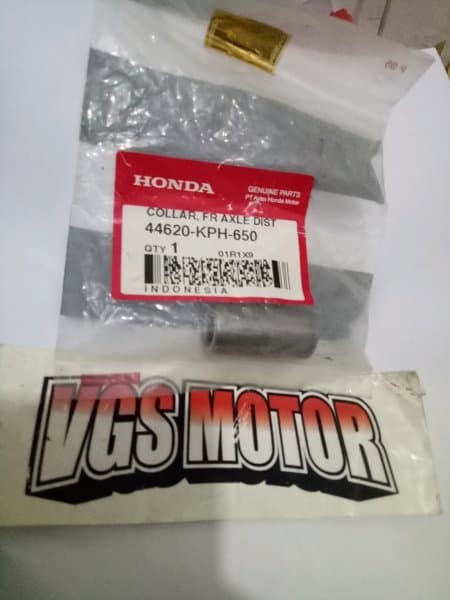 HONDA
GENUINE PARTS
PT Astra Honda Motor
COLLAR, FR AXLE DIST
44620-KPH-650
QTY 1
01R1X9
INDONESIA
VGS MOTOR